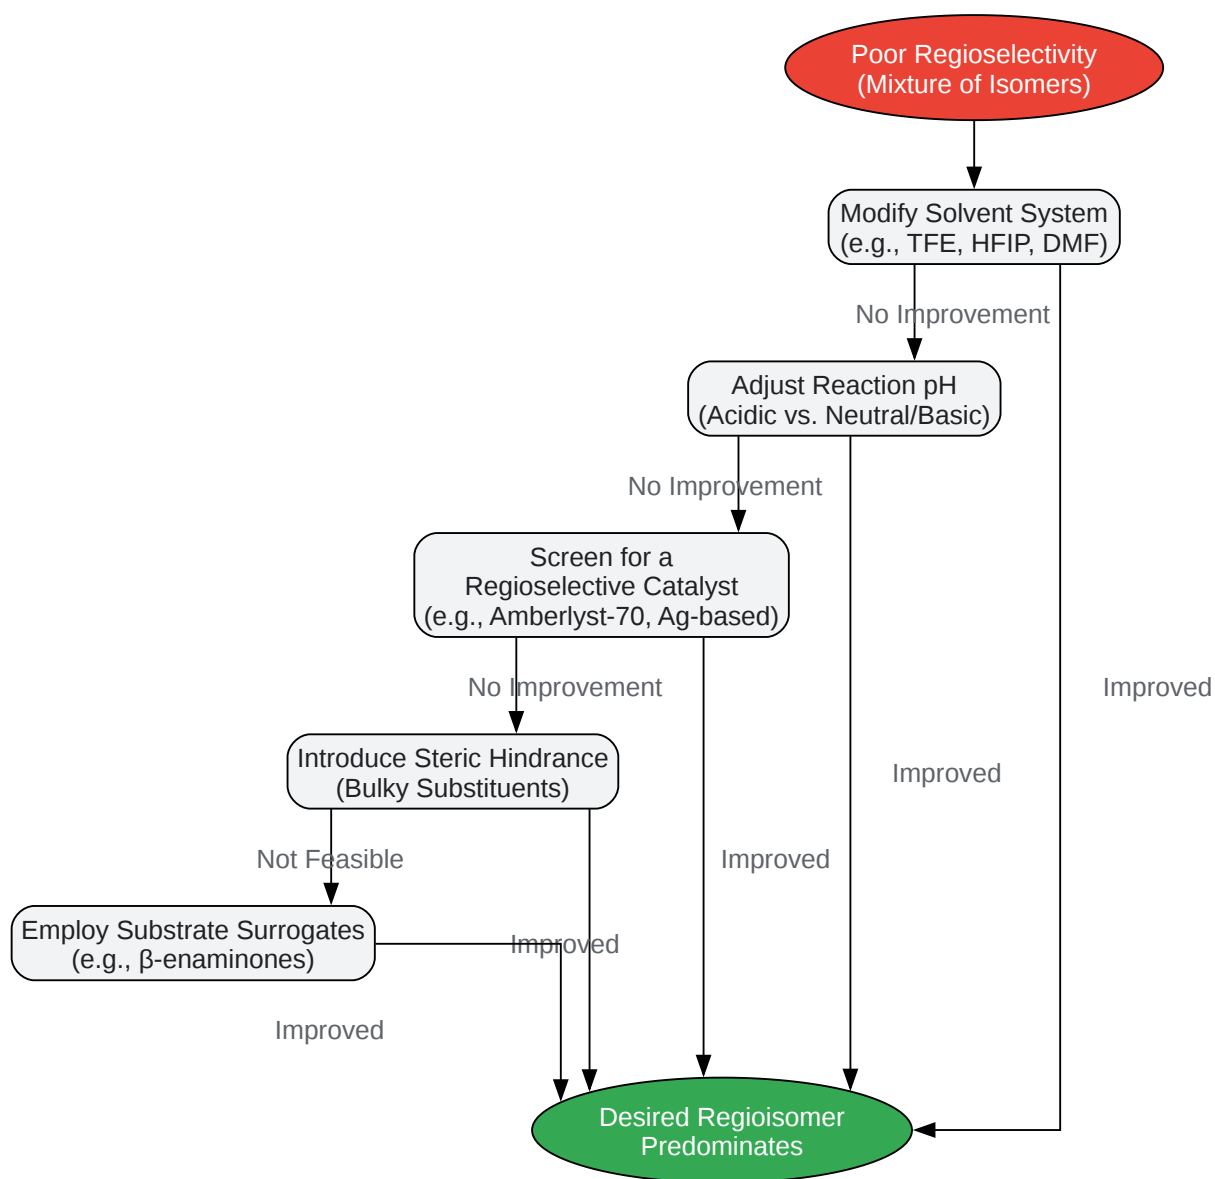 Poor Regioselectivity
(Mixture of Isomers)
Modify Solvent System
(e.g., TFE, HFIP, DMF)
No Improvement
Adjust Reaction pH
(Acidic vs. Neutral/Basic)
No Improvement
Screen for a
Regioselective Catalyst
(e.g., Amberlyst-70, Ag-based)
No Improvement
Improved
Introduce Steric Hindrance
(Bulky Substituents)
Improved
Not Feasible
Improved
Employ Substrate Surrogates
(e.g., β-enaminones)
Improved
Improved
Desired Regioisomer
Predominates